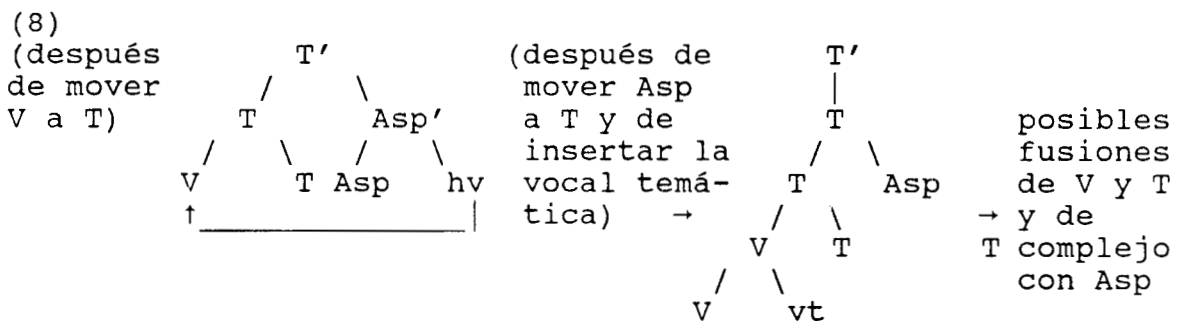 (8)
(después T′ (después de T′
de mover mover Asp
V a T) T Asp′ a T y de T posibles
insertar la fusiones
V T Asp hv vocal temá- T Asp de V y T
↑ tica) → → y de
V T T complejo
con Asp
V vt